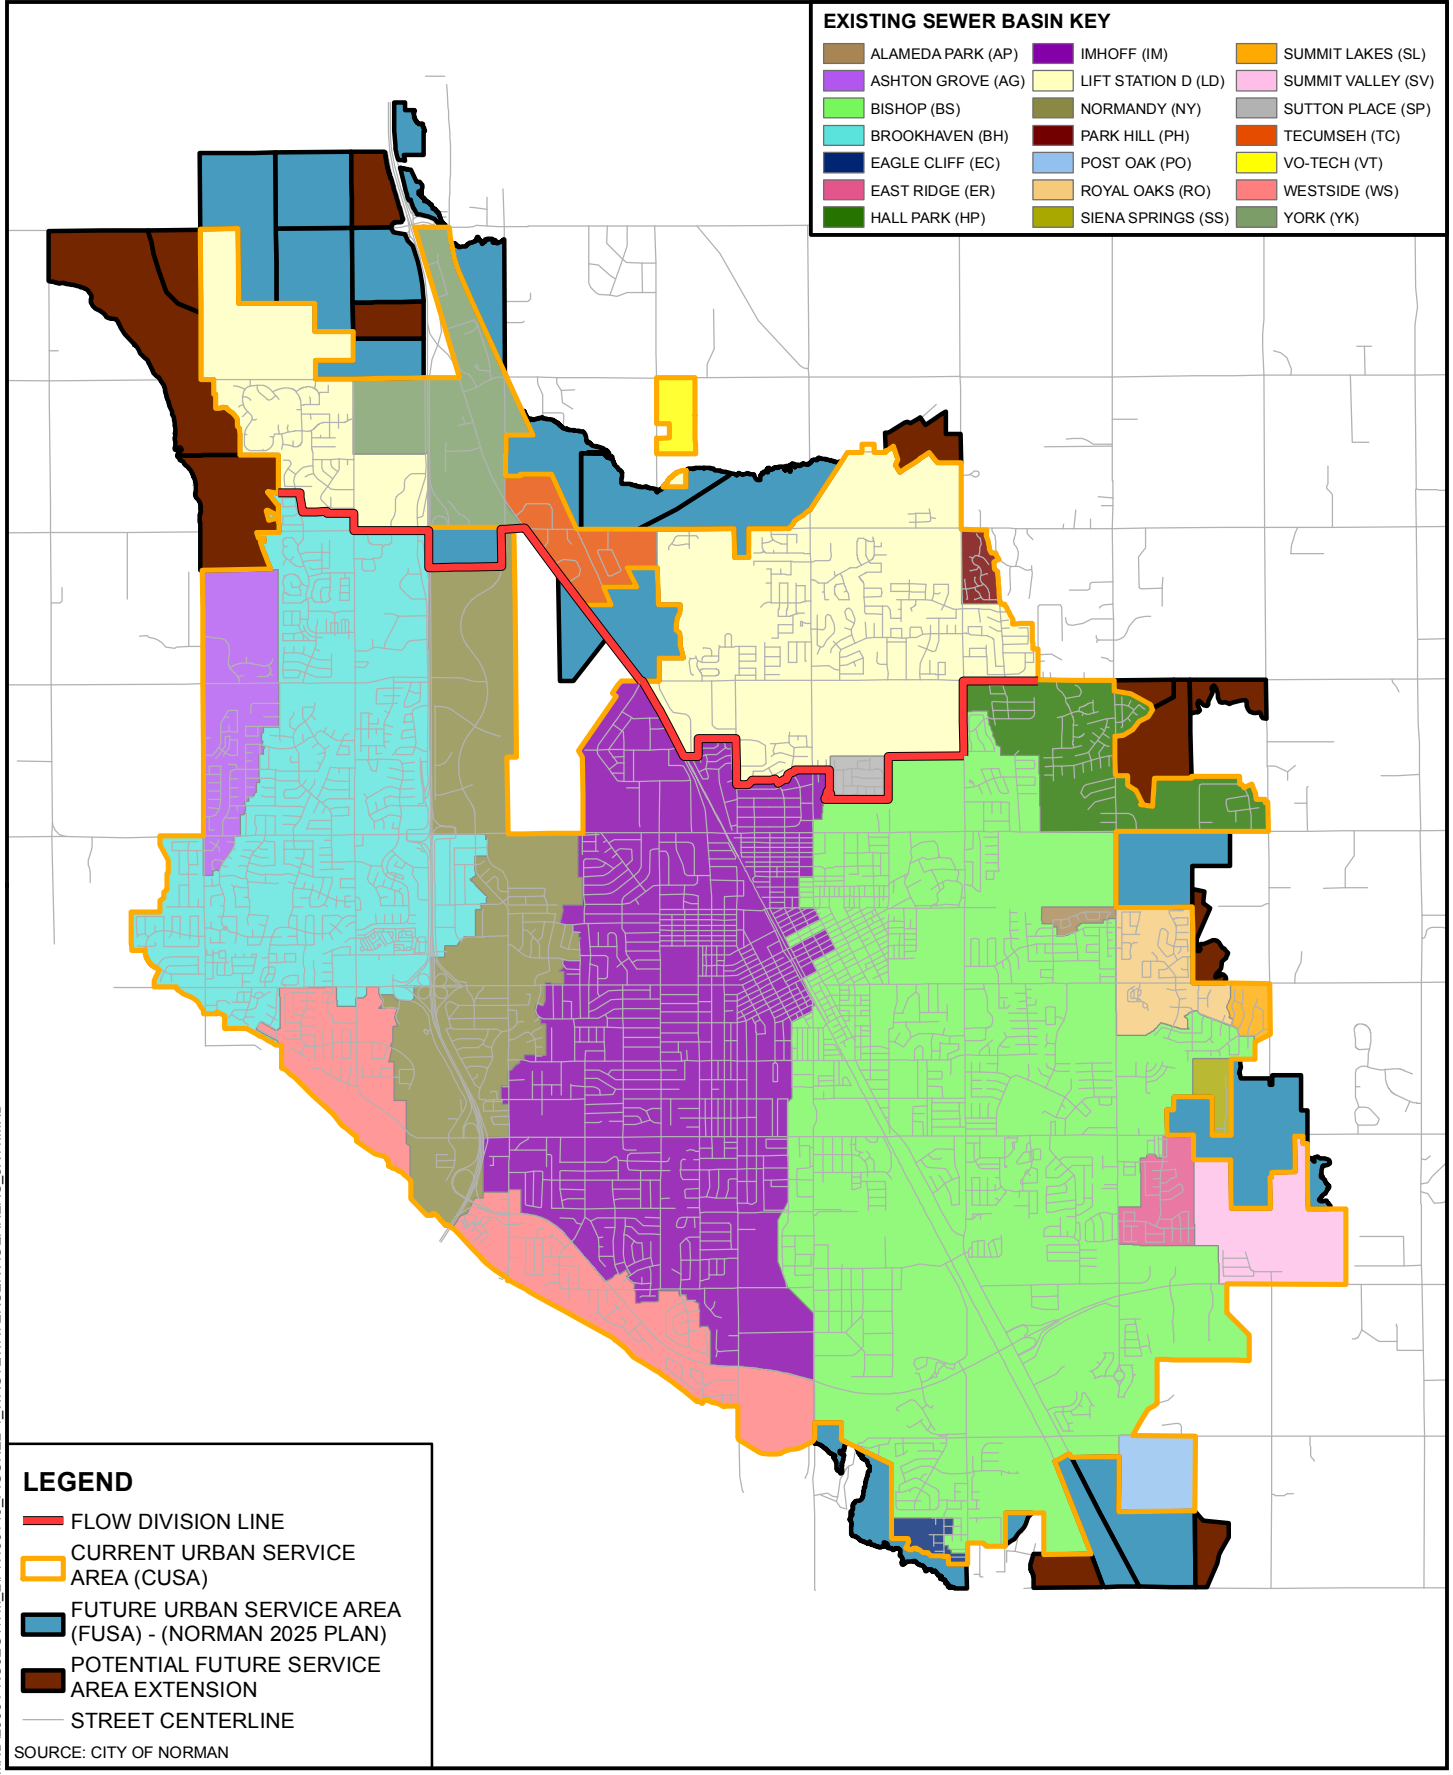 EXISTING SEWER BASIN KEY
ALAMEDA PARK (AP)
ASHTON GROVE (AG)
BISHOP (BS)
BROOKHAVEN (BH)
EAGLE CLIFF (EC)
EAST RIDGE (ER)
HALL PARK (HP)
IMHOFF (IM)
LIFT STATION D (LD)
NORMANDY (NY)
PARK HILL (PH)
POST OAK (PO)
ROYAL OAKS (RO)
SIENA SPRINGS (SS)
SUMMIT LAKES (SL)
SUMMIT VALLEY (SV)
SUTTON PLACE (SP)
TECUMSEH (TC)
VO-TECH (VT)
WESTSIDE (WS)
YORK (YK)
LEGEND
FLOW DIVISION LINE
CURRENT URBAN SERVICE
AREA (CUSA)
FUTURE URBAN SERVICE AREA
(FUSA) - (NORMAN 2025 PLAN)
POTENTIAL FUTURE SERVICE
AREA EXTENSION
STREET CENTERLINE
SOURCE: CITY OF NORMAN